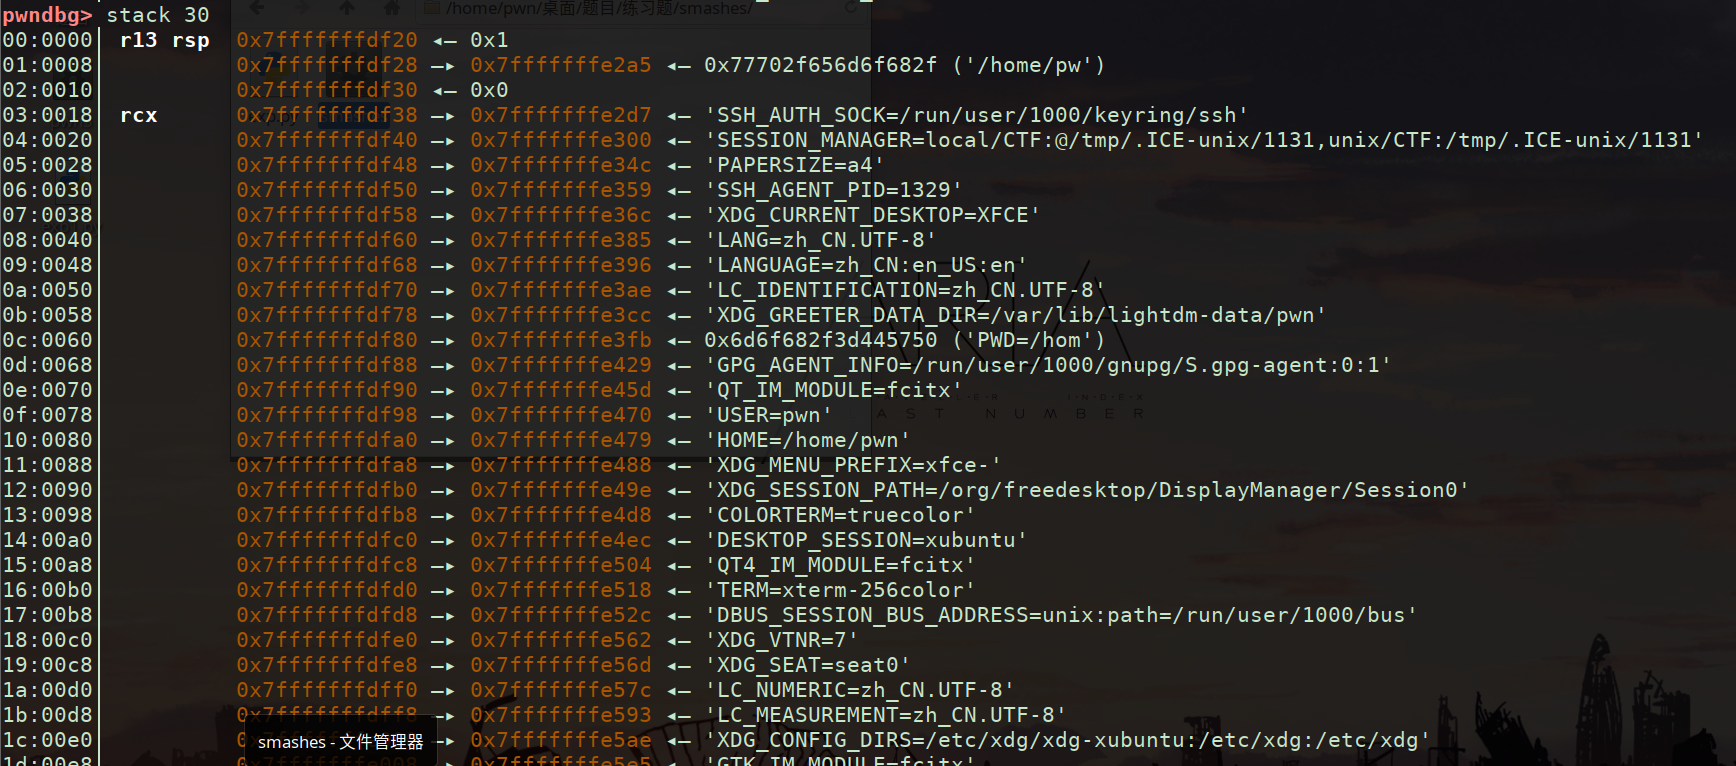 /home/pwn/桌面/题目/练习题/smashes/
pwndbg> stack 30
00:0000│ r13 rsp 0x7fffffffdf20 ◂— 0x1
01:0008│ 0x7fffffffdf28 —▸ 0x7fffffffe2a5 ◂— 0x77702f656d6f682f ('/home/pw')
02:0010│ 0x7fffffffdf30 ◂— 0x0
03:0018│ rcx 0x7fffffffdf38 —▸ 0x7fffffffe2d7 ◂— 'SSH_AUTH_SOCK=/run/user/1000/keyring/ssh'
04:0020│ 0x7fffffffdf40 —▸ 0x7fffffffe300 ◂— 'SESSION_MANAGER=local/CTF:@/tmp/.ICE-unix/1131,unix/CTF:/tmp/.ICE-unix/1131'
05:0028│ 0x7fffffffdf48 —▸ 0x7fffffffe34c ◂— 'PAPERSIZE=a4'
06:0030│ 0x7fffffffdf50 —▸ 0x7fffffffe359 ◂— 'SSH_AGENT_PID=1329'
07:0038│ 0x7fffffffdf58 —▸ 0x7fffffffe36c ◂— 'XDG_CURRENT_DESKTOP=XFCE'
08:0040│ 0x7fffffffdf60 —▸ 0x7fffffffe385 ◂— 'LANG=zh_CN.UTF-8'
09:0048│ 0x7fffffffdf68 —▸ 0x7fffffffe396 ◂— 'LANGUAGE=zh_CN:en_US:en'
0a:0050│ 0x7fffffffdf70 —▸ 0x7fffffffe3ae ◂— 'LC_IDENTIFICATION=zh_CN.UTF-8'
0b:0058│ 0x7fffffffdf78 —▸ 0x7fffffffe3cc ◂— 'XDG_GREETER_DATA_DIR=/var/lib/lightdm-data/pwn'
0c:0060│ 0x7fffffffdf80 —▸ 0x7fffffffe3fb ◂— 0x6d6f682f3d445750 ('PWD=/hom')
0d:0068│ 0x7fffffffdf88 —▸ 0x7fffffffe429 ◂— 'GPG_AGENT_INFO=/run/user/1000/gnupg/S.gpg-agent:0:1'
0e:0070│ 0x7fffffffdf90 —▸ 0x7fffffffe45d ◂— 'QT_IM_MODULE=fcitx'
0f:0078│ 0x7fffffffdf98 —▸ 0x7fffffffe470 ◂— 'USER=pwn'
AST NUMBER
10:0080│ 0x7fffffffdfa0 —▸ 0x7fffffffe479 ◂— 'HOME=/home/pwn'
11:0088│ 0x7fffffffdfa8 —▸ 0x7fffffffe488 ◂— 'XDG_MENU_PREFIX=xfce-'
12:0090│ 0x7fffffffdfb0 —▸ 0x7fffffffe49e ◂— 'XDG_SESSION_PATH=/org/freedesktop/DisplayManager/Session0'
13:0098│ 0x7fffffffdfb8 —▸ 0x7fffffffe4d8 ◂— 'COLORTERM=truecolor'
14:00a0│ 0x7fffffffdfc0 —▸ 0x7fffffffe4ec ◂— 'DESKTOP_SESSION=xubuntu'
15:00a8│ 0x7fffffffdfc8 —▸ 0x7fffffffe504 ◂— 'QT4_IM_MODULE=fcitx'
16:00b0│ 0x7fffffffdfd0 —▸ 0x7fffffffe518 ◂— 'TERM=xterm-256color'
17:00b8│ 0x7fffffffdfd8 —▸ 0x7fffffffe52c ◂— 'DBUS_SESSION_BUS_ADDRESS=unix:path=/run/user/1000/bus'
18:00c0│ 0x7fffffffdfe0 —▸ 0x7fffffffe562 ◂— 'XDG_VTNR=7'
19:00c8│ 0x7fffffffdfe8 —▸ 0x7fffffffe56d ◂— 'XDG_SEAT=seat0'
1a:00d0│ 0x7fffffffdff0 —▸ 0x7fffffffe57c ◂— 'LC_NUMERIC=zh_CN.UTF-8'
1b:00d8│ 0x7fffffffdff8 —▸ 0x7fffffffe593 ◂— 'LC_MEASUREMENT=zh_CN.UTF-8'
1c:00e0│ —▸ 0x7fffffffe5ae ◂— 'XDG_CONFIG_DIRS=/etc/xdg/xdg-xubuntu:/etc/xdg:/etc/xdg'
smashes - 文件管理器
1d:00e8│ 0x7fffffffe008 —▸ 0x7fffffffe5e5 ◂— 'GTK_IM_MODULE=fcitx'